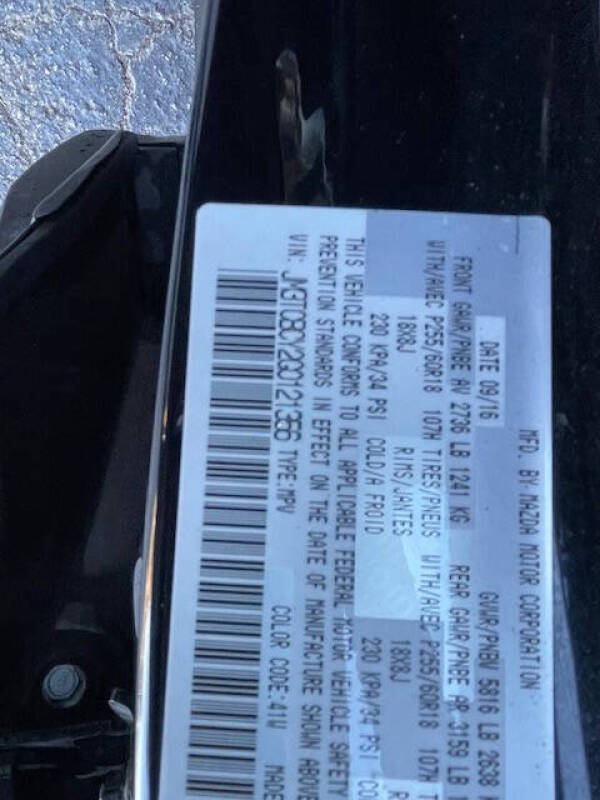 MFD. BY MAZDA MOTOR CORPORATION
DATE 09/16 GVWR/PNBV 5816 LB 2638
FRONT GAWR/PNBE AV 2736 LB 1241 KG REAR GAWR/PNBE AR 3159 LB
WITH/AVEC P255/60R18 107H TIRES/PNEUS WITH/AVEC P255/60R18 107H T
18X8J RIMS/JANTES 18X8J R
230 KPA/34 PSI COLD/A FROID 230 KPA/34 PSI CO
THIS VEHICLE CONFORMS TO ALL APPLICABLE FEDERAL MOTOR VEHICLE SAFETY
PREVENTION STANDARDS IN EFFECT ON THE DATE OF MANUFACTURE SHOWN ABOVE
VIN: JM3TCBCY2G0121366 TYPE:MPV
COLOR CODE:41W MADE